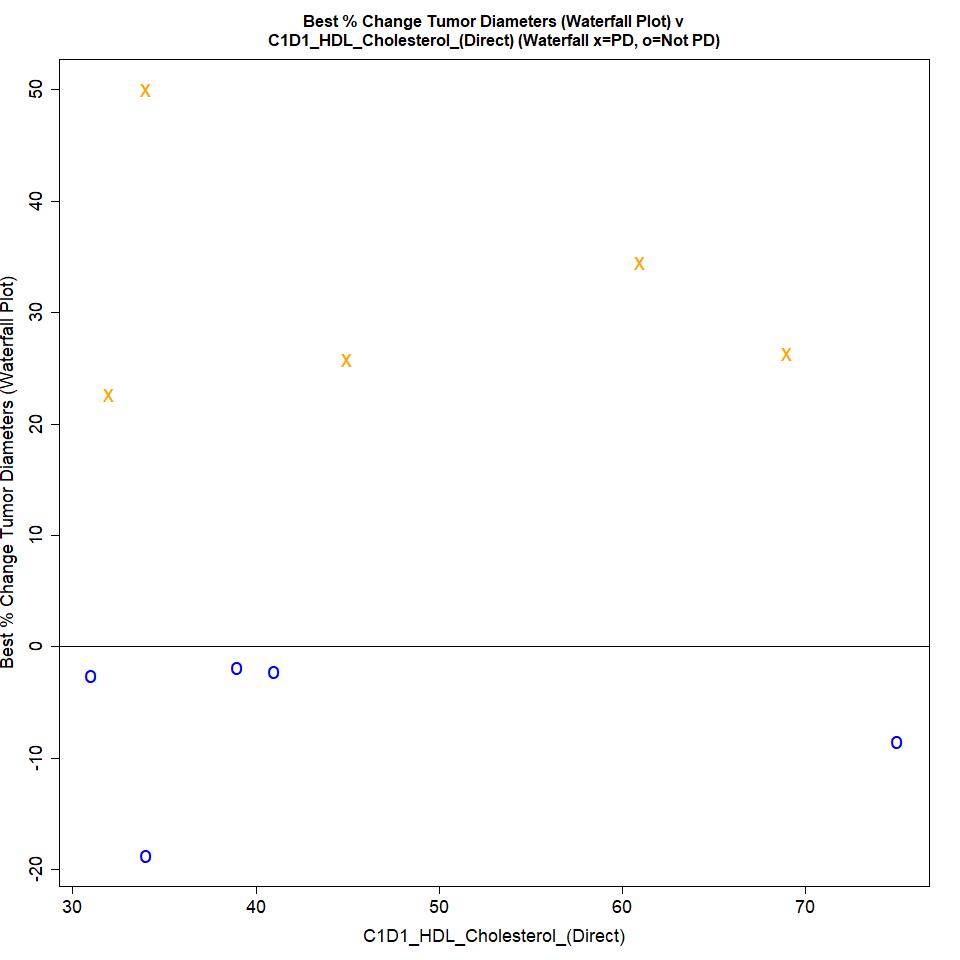 Best % Change Tumor Diameters (Waterfall Plot) v
C1D1_HDL_Cholesterol_(Direct) (Waterfall x=PD, o=Not PD)
Best % Change Tumor Diameters (Waterfall Plot)
50
40
30
20
10
0
-10
-20
X
X
X
X
X
O
O
O
O
O
30 40 50 60 70
C1D1_HDL_Cholesterol_(Direct)